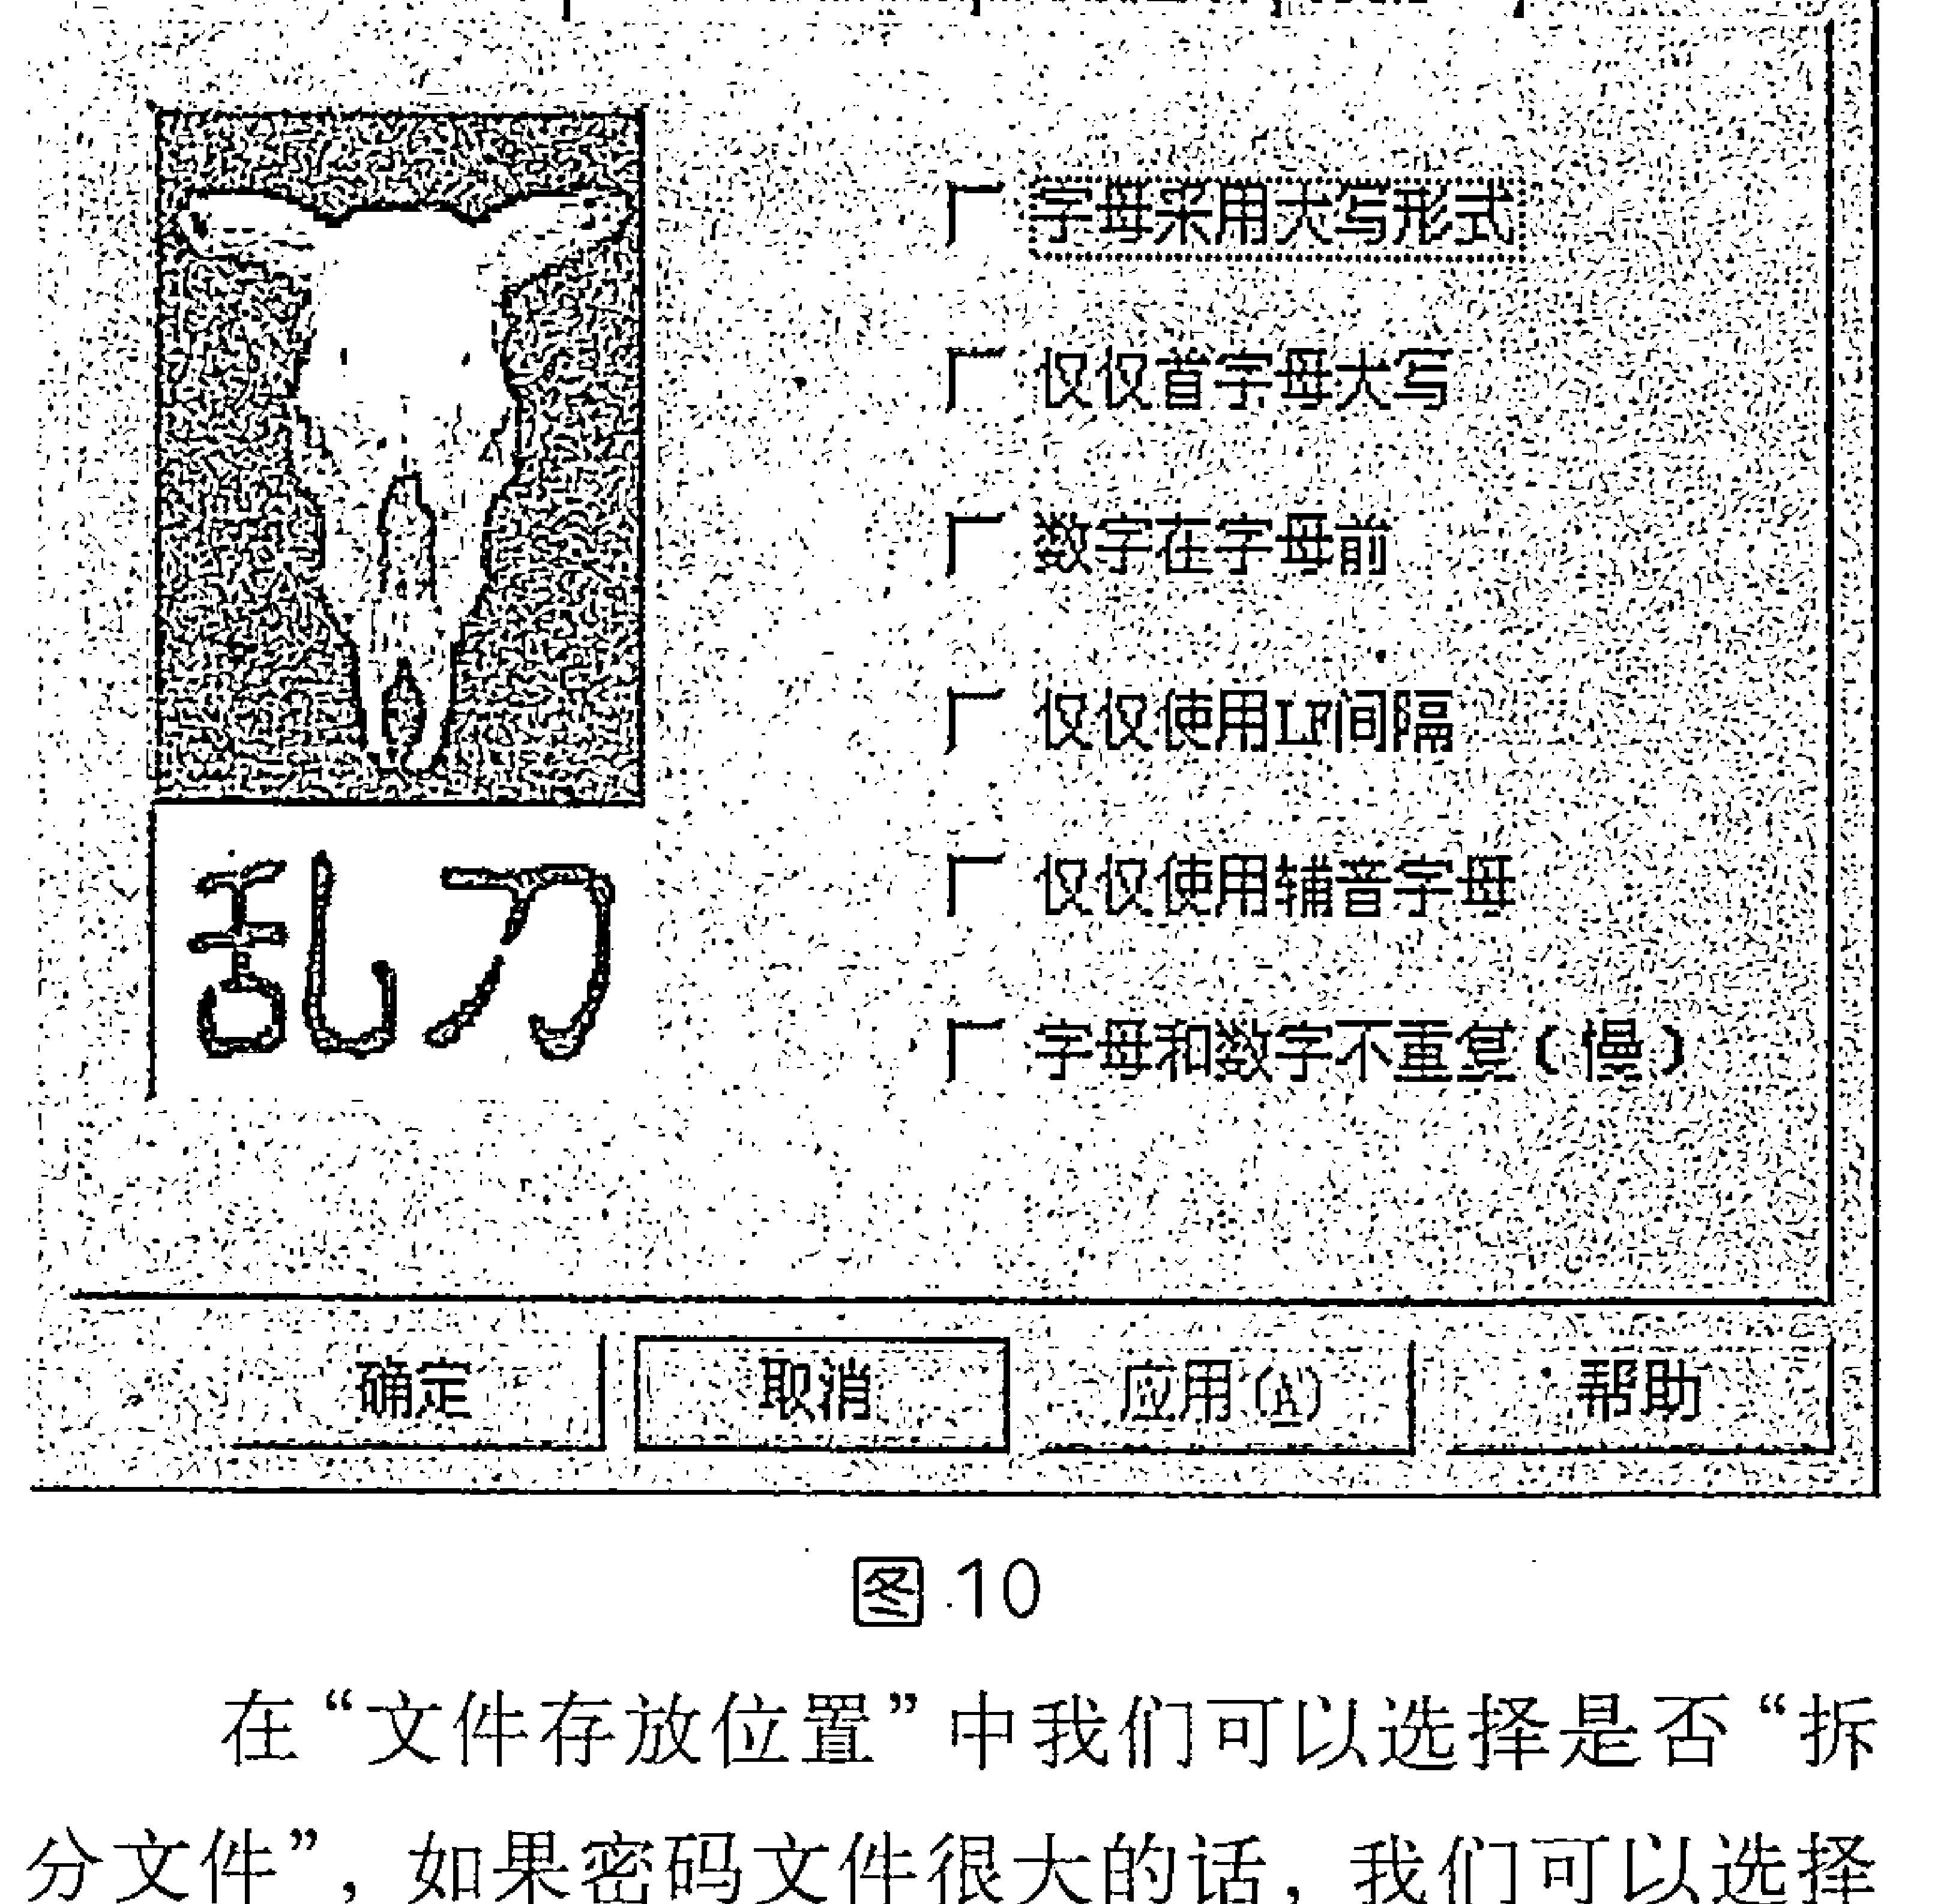 字母采用大写形式
仅仅首字母大写
数字在字母前
仅仅使用LF间隔
仅仅使用辅音字母
字母和数字不重复(慢)
乱刀
确定 取消 应用(A) 帮助
图10
在“文件存放位置”中我们可以选择是否“拆
分文件”，如果密码文件很大的话，我们可以选择